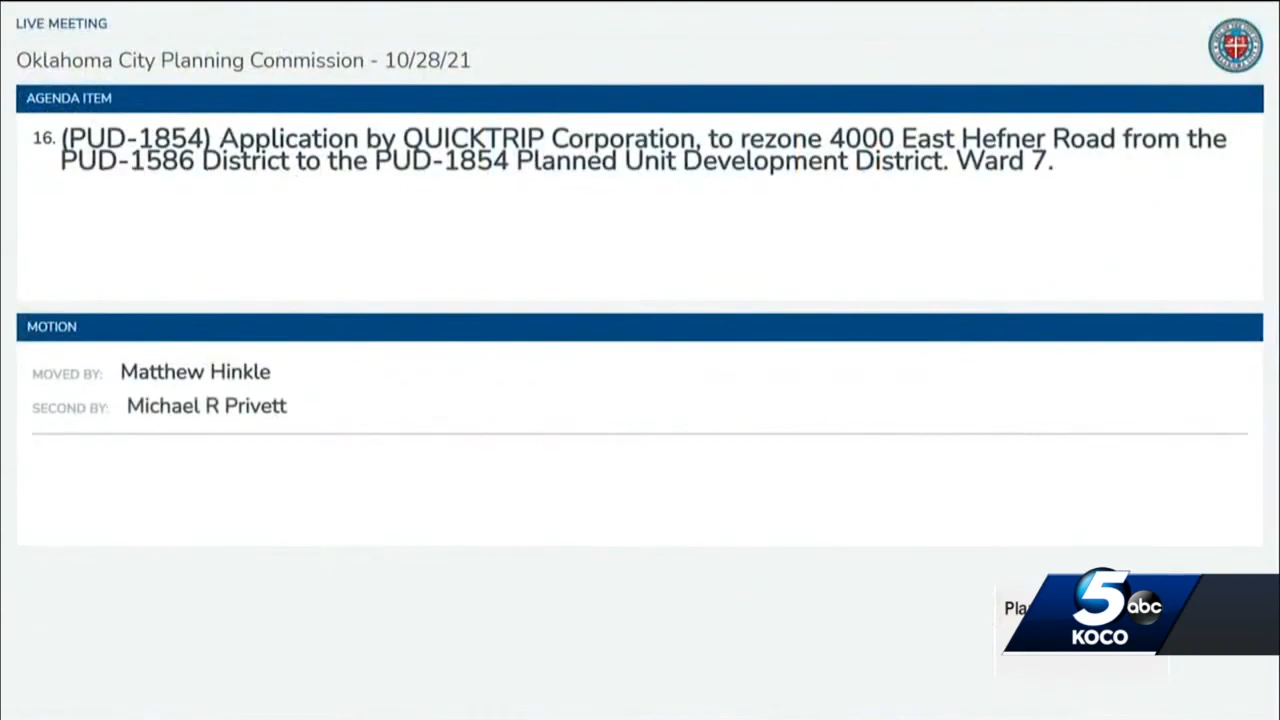 LIVE MEETING
Oklahoma City Planning Commission - 10/28/21
AGENDA ITEM
16. (PUD-1854) Application by QUICKTRIP Corporation, to rezone 4000 East Hefner Road from the
PUD-1586 District to the PUD-1854 Planned Unit Development District. Ward 7.
MOTION
MOVED BY: Matthew Hinkle
SECOND BY: Michael R Privett
5 abc
KOCO